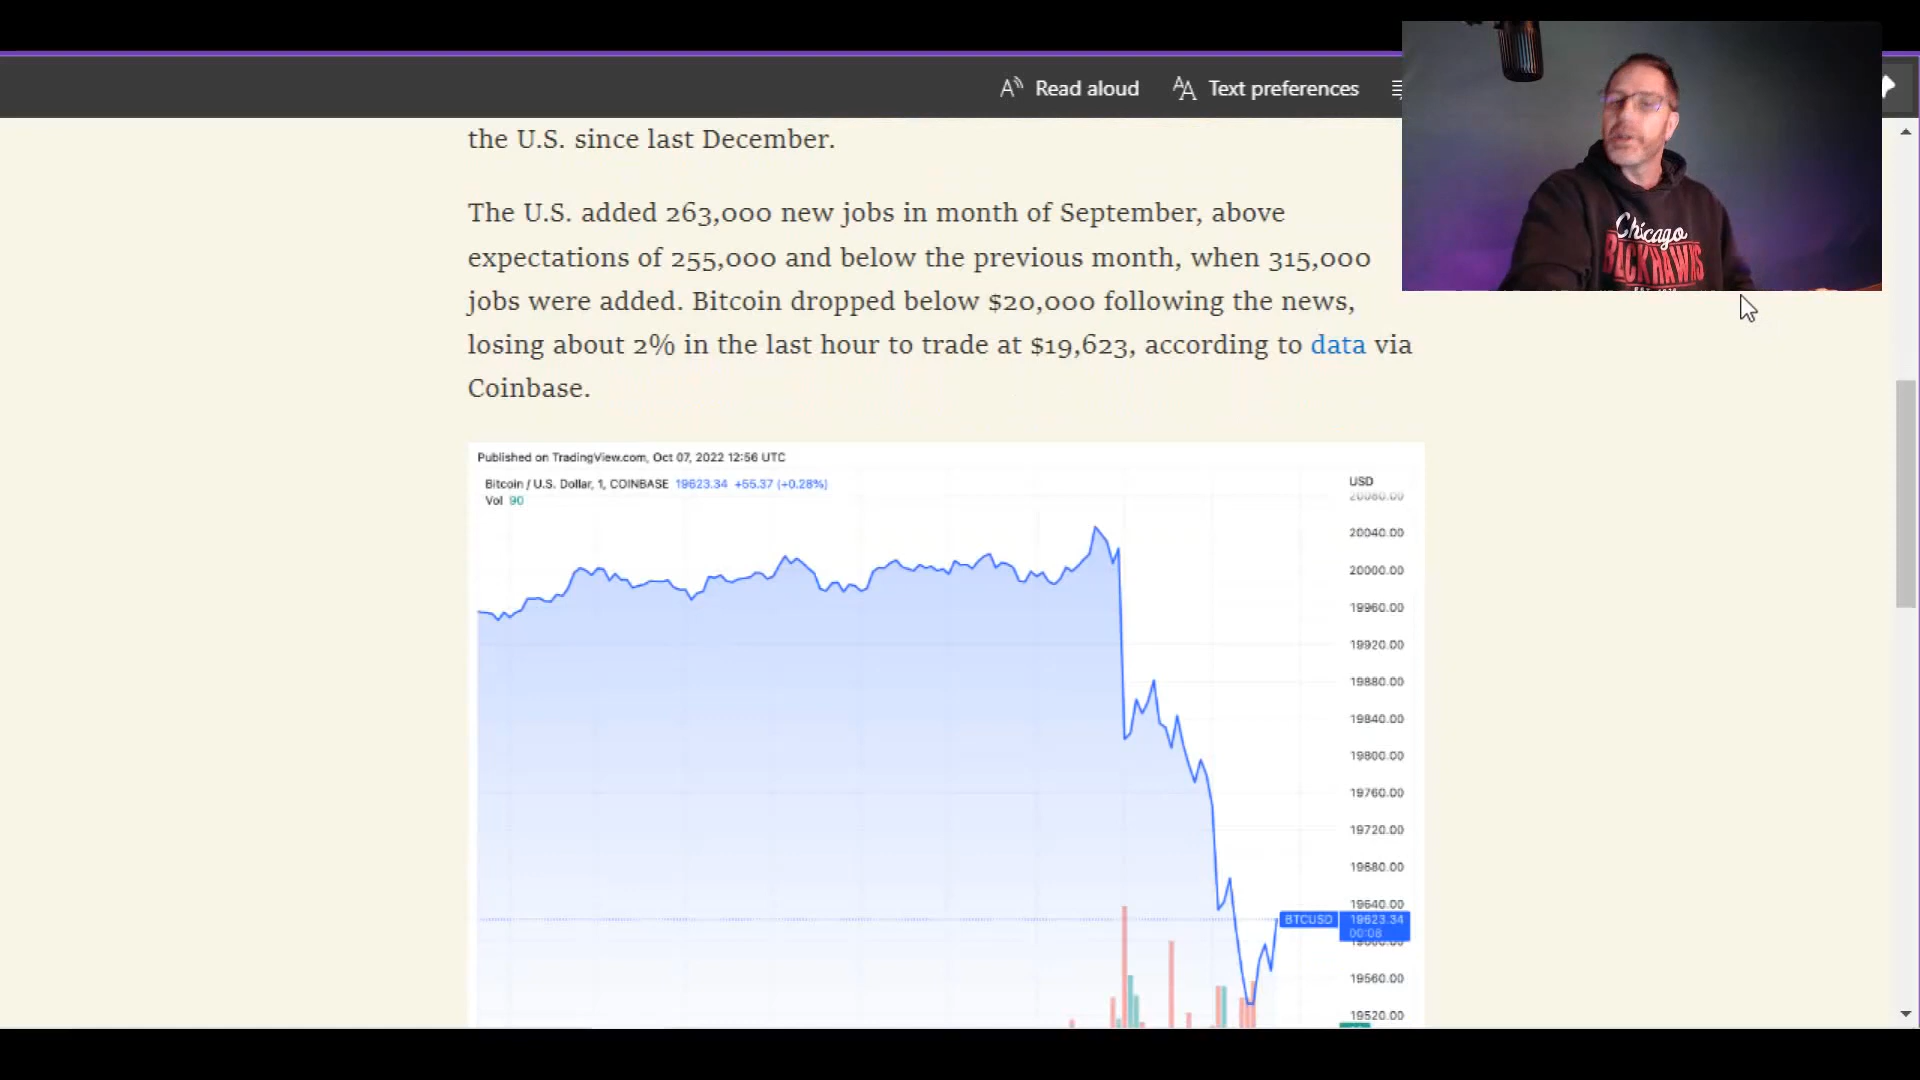 Read aloud
Text preferences
the U.S. since last December.
The U.S. added 263,000 new jobs in month of September, above
expectations of 255,000 and below the previous month, when 315,000
jobs were added. Bitcoin dropped below $20,000 following the news,
losing about 2% in the last hour to trade at $19,623, according to data via
Coinbase.
Chicago
BLACKHAWKS
Published on TradingView.com, Oct 07, 2022 12:56 UTC
Bitcoin / U.S. Dollar, 1, COINBASE 19623.34 +55.37 (+0.28%)
Vol 90
USD
20080.00
20040.00
20000.00
19960.00
19920.00
19880.00
19840.00
19800.00
19760.00
19720.00
19680.00
19640.00
BTCUSD 19623.34
00:08
19560.00
19520.00